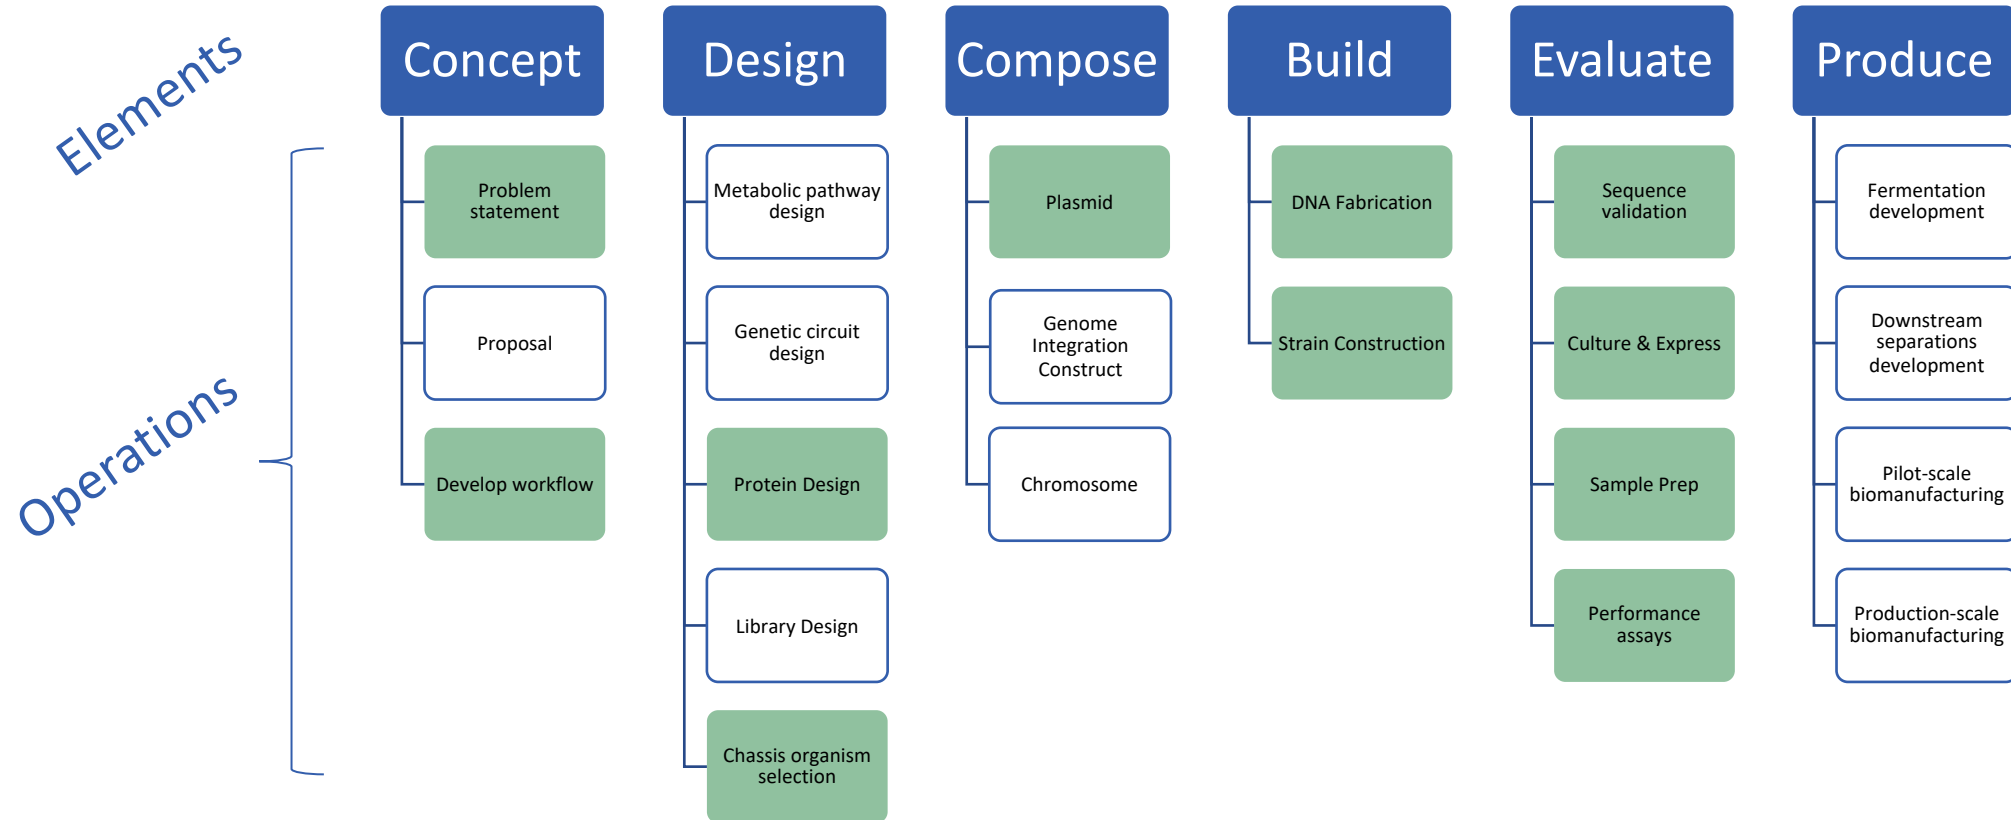 Elements
Operations
Concept
Problem
statement
Proposal
Develop workflow
Design
Metabolic pathway
design
Genetic circuit
design
Protein Design
Library Design
Chassis organism
selection
Compose
Plasmid
Genome
Integration
Construct
Chromosome
Build
DNA Fabrication
Strain Construction
Evaluate
Sequence
validation
Culture & Express
Sample Prep
Performance
assays
Produce
Fermentation
development
Downstream
separations
development
Pilot-scale
biomanufacturing
Production-scale
biomanufacturing